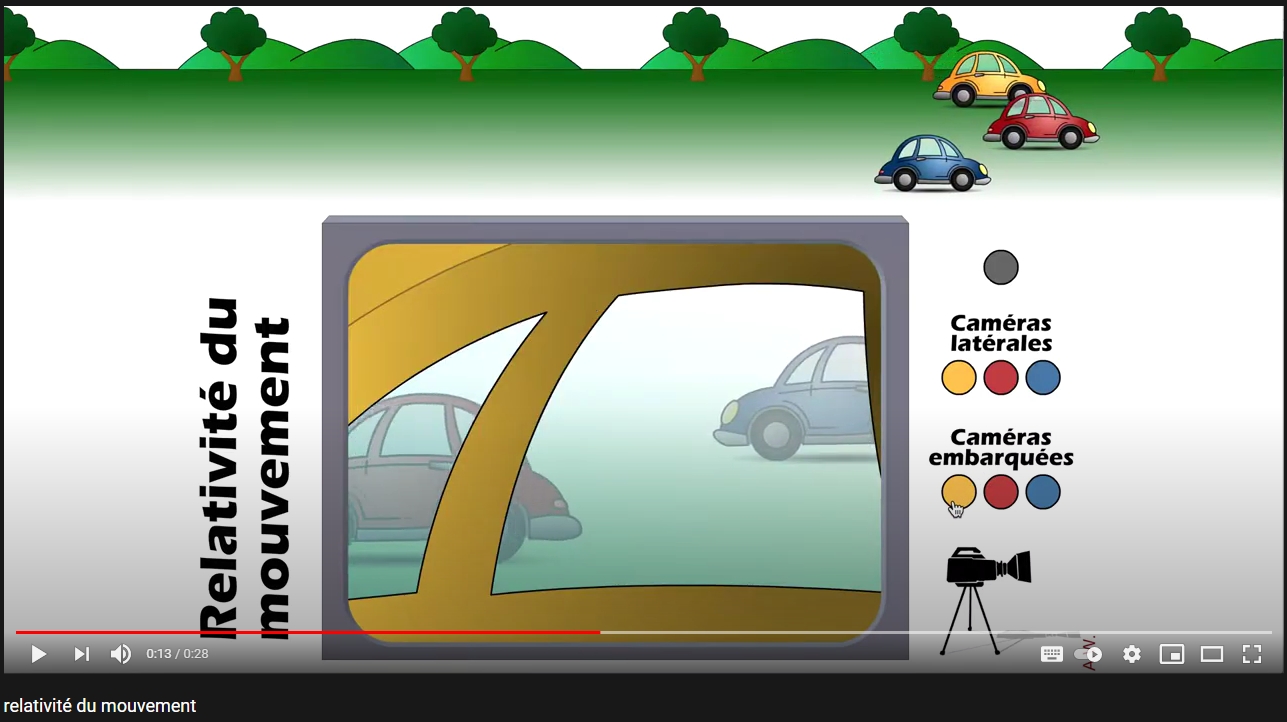 Relativité du
mouvement
Caméras
latérales
Caméras
embarquées
0:13 / 0:28
relativité du mouvement